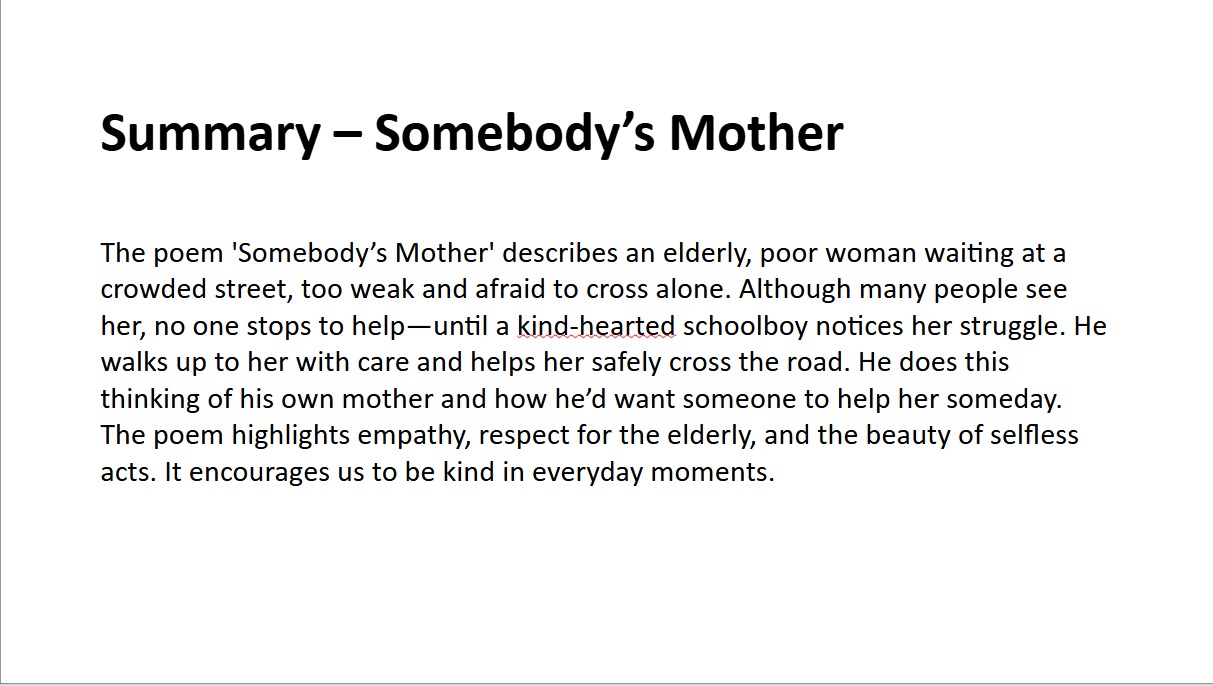 Summary – Somebody’s Mother
The poem 'Somebody’s Mother' describes an elderly, poor woman waiting at a
crowded street, too weak and afraid to cross alone. Although many people see
her, no one stops to help—until a kind-hearted schoolboy notices her struggle. He
walks up to her with care and helps her safely cross the road. He does this
thinking of his own mother and how he’d want someone to help her someday.
The poem highlights empathy, respect for the elderly, and the beauty of selfless
acts. It encourages us to be kind in everyday moments.